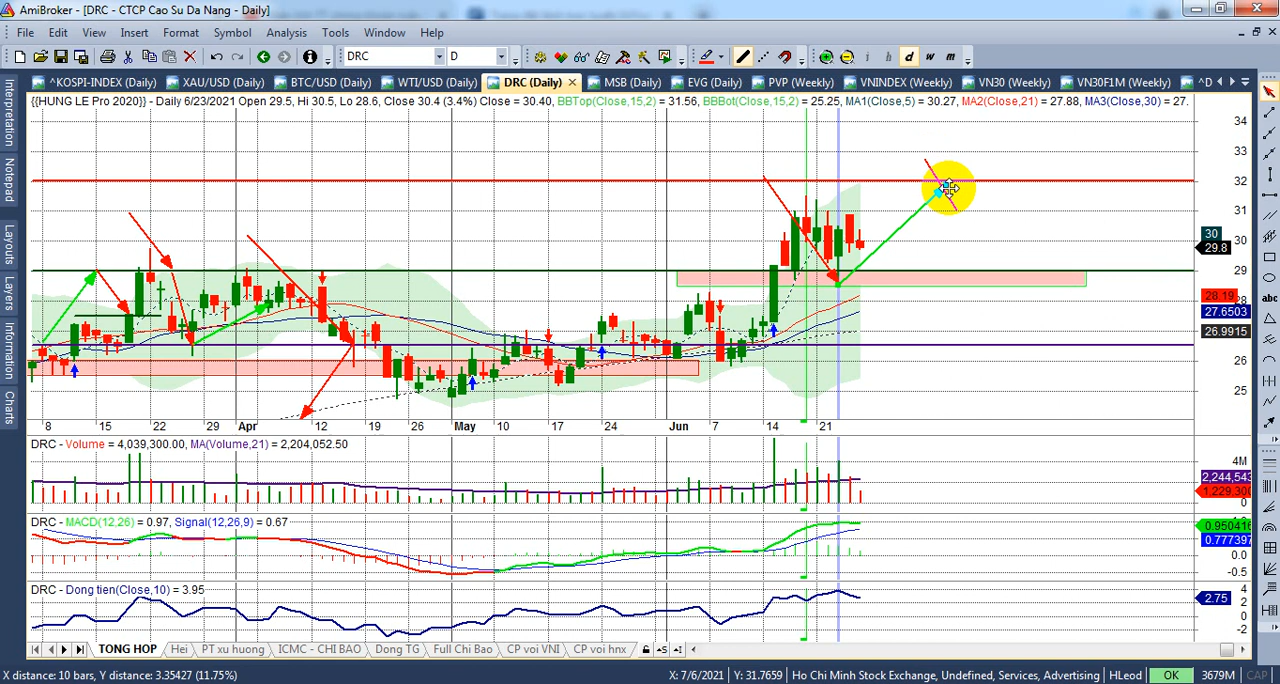 AmiBroker - [DRC - CTCP Cao Su Da Nang - Daily]
File Edit View Insert Format Symbol Analysis Tools Window Help
DRC D i h d w m
^KOSPI-INDEX (Daily) XAU/USD (Daily) BTC/USD (Daily) WTI/USD (Daily) DRC (Daily) MSB (Daily) EVG (Daily) PVP (Weekly) VNINDEX (Weekly) VN30 (Weekly) VN30F1M (Weekly) ^D
{{HUNG LE Pro 2020}} - Daily 6/23/2021 Open 29.5, Hi 30.5, Lo 28.6, Close 30.4 (3.4%) Close = 30.40, BBTop(Close,15,2) = 31.56, BBBot(Close,15,2) = 25.25, MA1(Close,5) = 30.27, MA2(Close,21) = 27.88, MA3(Close,30) = 27.
Interpretation
Notepad
Layouts
Layers
Information
Charts
abc
34
33
32
31
30
30
29.8
29
28.19
28
27.6503
26.9915
26
25
8 15 22 29 Apr 12 19 26 May 10 17 24 Jun 7 14 21
DRC - Volume = 4,039,300.00, MA(Volume,21) = 2,204,052.50
4M
2,244,543
1,229,300
0
DRC - MACD(12,26) = 0.97, Signal(12,26,9) = 0.67
0.950416
0.777397
0.0
-0.5
DRC - Dong tien(Close,10) = 3.95
4
2.75
2
0
-2
TONG HOP Hei PT xu huong ICMC - CHI BAO Dong TG Full Chi Bao CP voi VNI CP voi hnx
X distance: 10 bars, Y distance: 3.35427 (11.75%) X: 7/6/2021 Y: 31.7659 Ho Chi Minh Stock Exchange, Undefined, Services, Advertising HLeod OK 3679M CAP